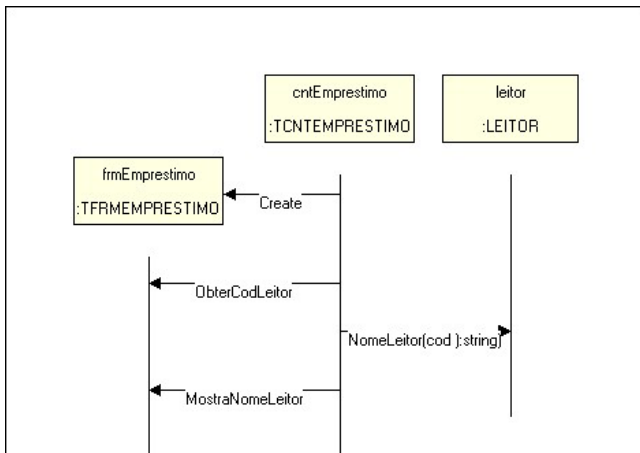 cntEmprestimo
:TCNTEMPRESTIMO
leitor
:LEITOR
frmEmprestimo
:TFRMEMPRESTIMO
Create
ObterCodLeitor
NomeLeitor(cod ):string)
MostraNomeLeitor